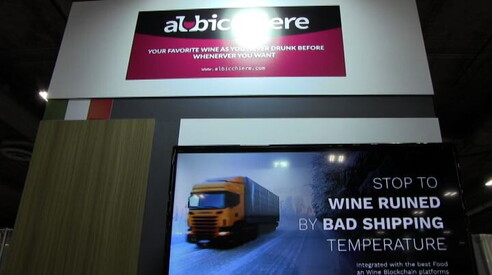 albicchiere
YOUR FAVORITE WINE AS YOU NEVER DRUNK BEFORE
WHENERVER YOU WANT
www.albicchiere.com
STOP TO
WINE RUINED
BY BAD SHIPPING
TEMPERATURE
Integrated with the best Food
an Wine Blockchain platforms